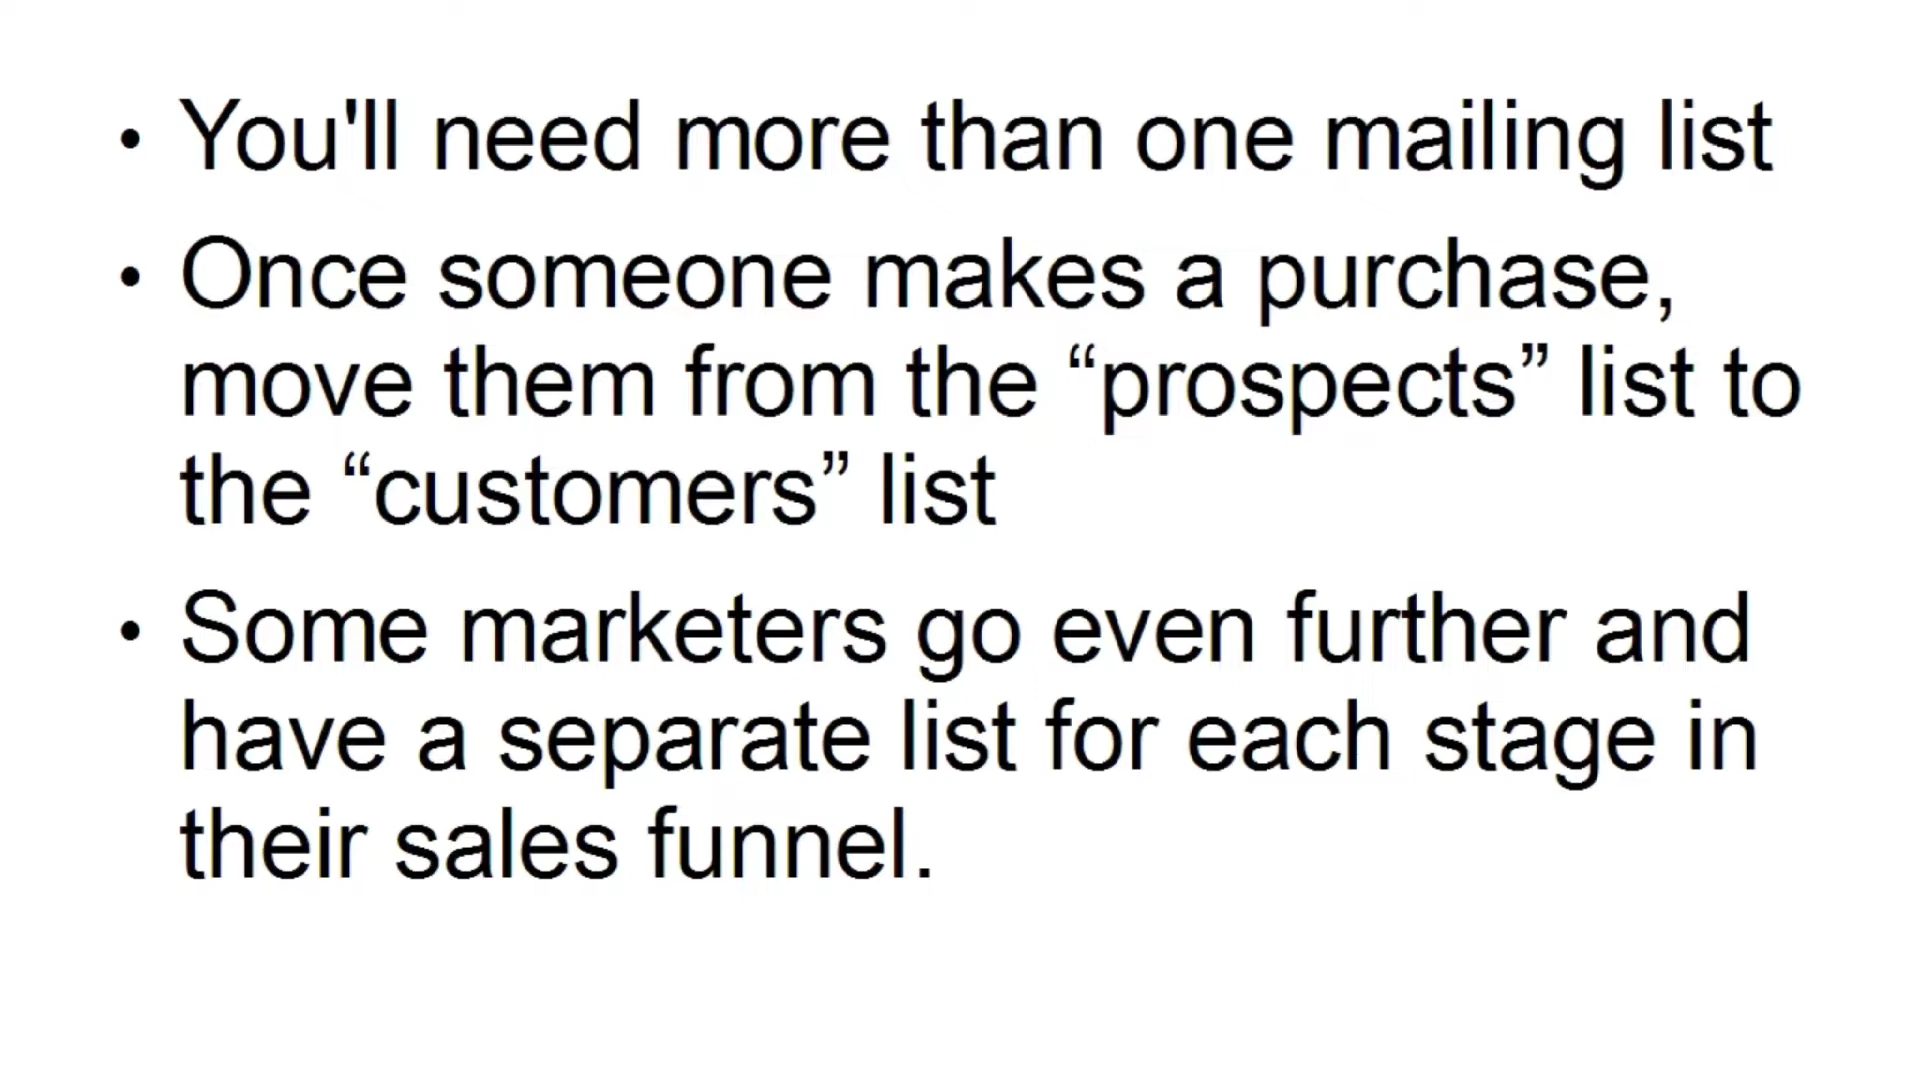 • You'll need more than one mailing list
• Once someone makes a purchase,
move them from the “prospects” list to
the “customers” list
• Some marketers go even further and
have a separate list for each stage in
their sales funnel.